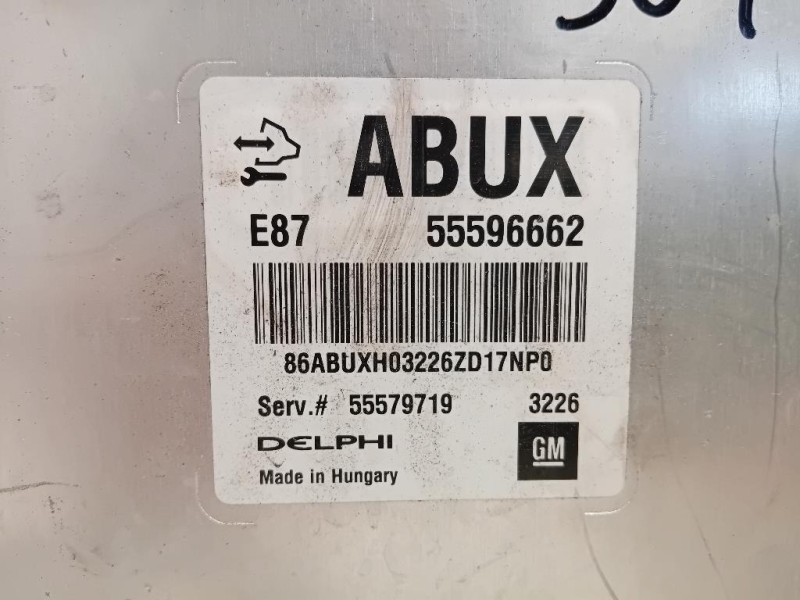 ABUX
E87 55596662
86ABUXH03226ZD17NP0
Serv.# 55579719 3226
DELPHI
GM
Made in Hungary